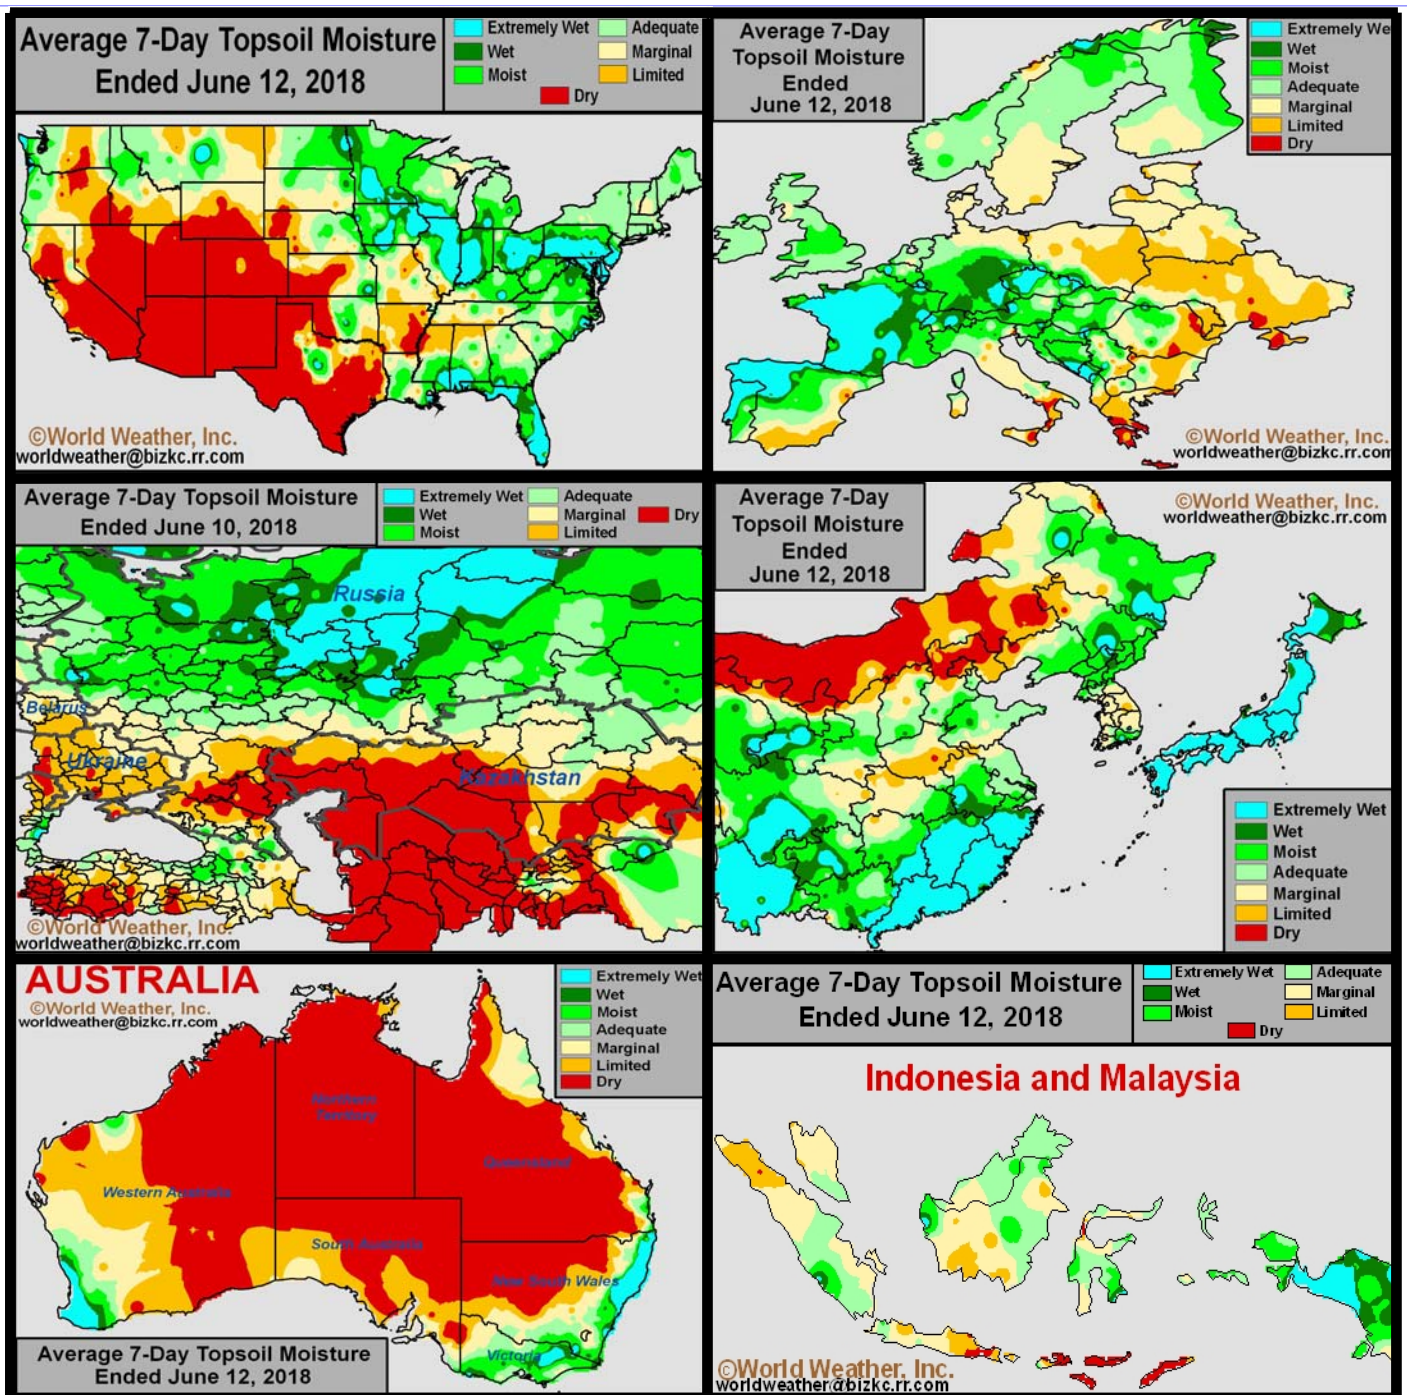 Average 7-Day Topsoil Moisture
Ended June 12, 2018
Extremely Wet
Adequate
Wet
Marginal
Moist
Limited
Dry
©World Weather, Inc.
worldweather@bizkc.rr.com
Average 7-Day
Topsoil Moisture
Ended
June 12, 2018
Extremely We
Wet
Moist
Adequate
Marginal
Limited
Dry
©World Weather, Inc.
worldweather@bizkc.rr.com
Average 7-Day Topsoil Moisture
Ended June 10, 2018
Extremely Wet
Adequate
Wet
Marginal
Dry
Moist
Limited
Russia
Belarus
Ukraine
Kazakhstan
©World Weather, Inc.
worldweather@bizkc.rr.com
Average 7-Day
Topsoil Moisture
Ended
June 12, 2018
©World Weather, Inc.
worldweather@bizkc.rr.com
Extremely Wet
Wet
Moist
Adequate
Marginal
Limited
Dry
AUSTRALIA
©World Weather, Inc.
worldweather@bizkc.rr.com
Extremely Wet
Wet
Moist
Adequate
Marginal
Limited
Dry
Northern
Territory
Queensland
Western Australia
South Australia
New South Wales
Victoria
Average 7-Day Topsoil Moisture
Ended June 12, 2018
Average 7-Day Topsoil Moisture
Ended June 12, 2018
Extremely Wet
Adequate
Wet
Marginal
Moist
Limited
Dry
Indonesia and Malaysia
©World Weather, Inc.
worldweather@bizkc.rr.com